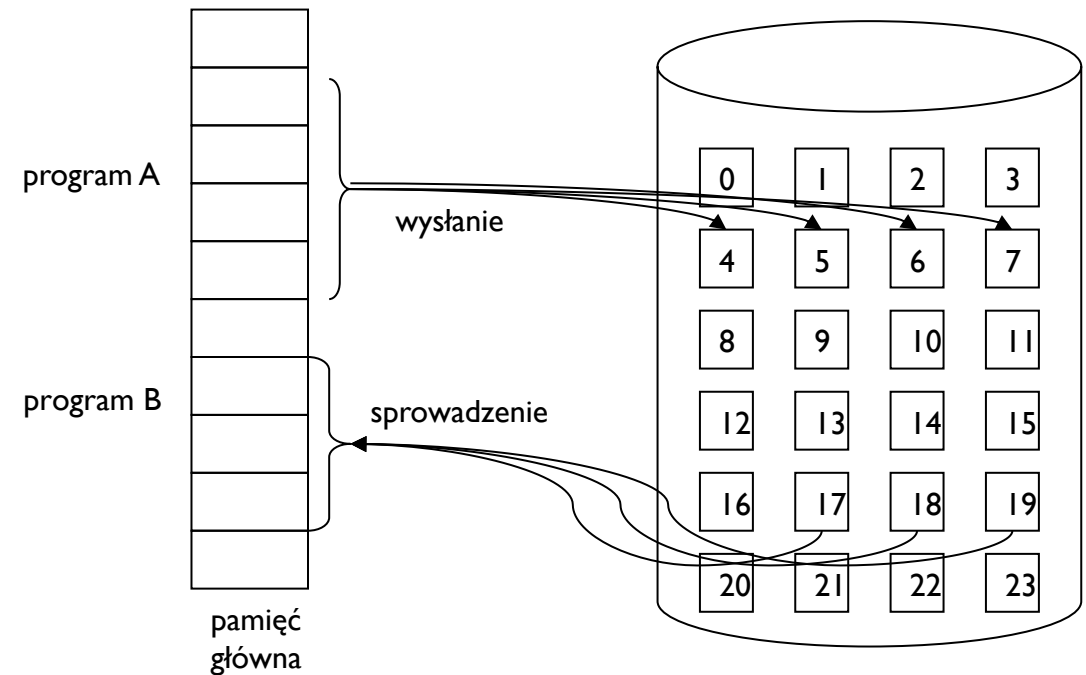 program A
wysłanie
program B
sprowadzenie
pamięć
główna
0 1 2 3
4 5 6 7
8 9 10 11
12 13 14 15
16 17 18 19
20 21 22 23